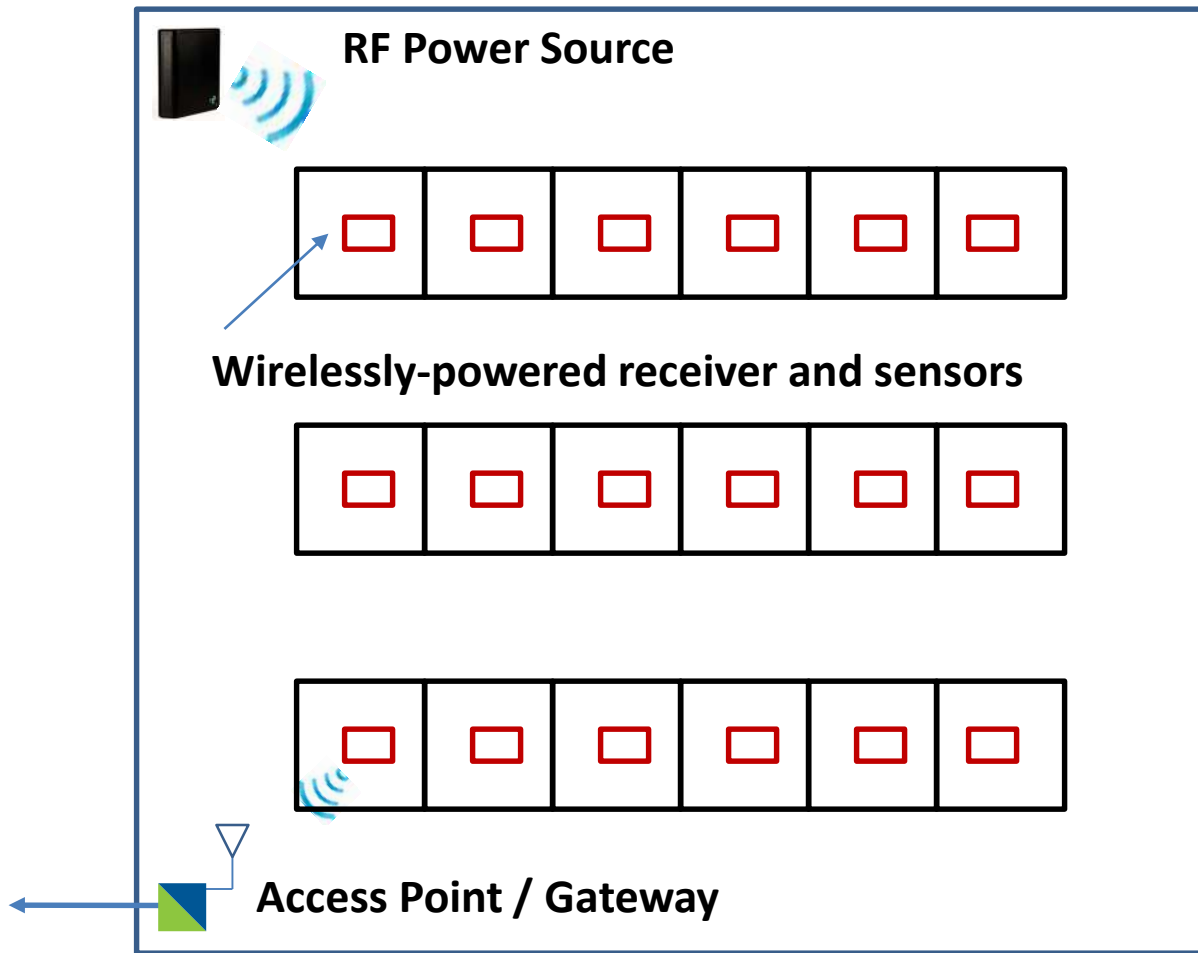 RF Power Source
Wirelessly-powered receiver and sensors
Access Point / Gateway